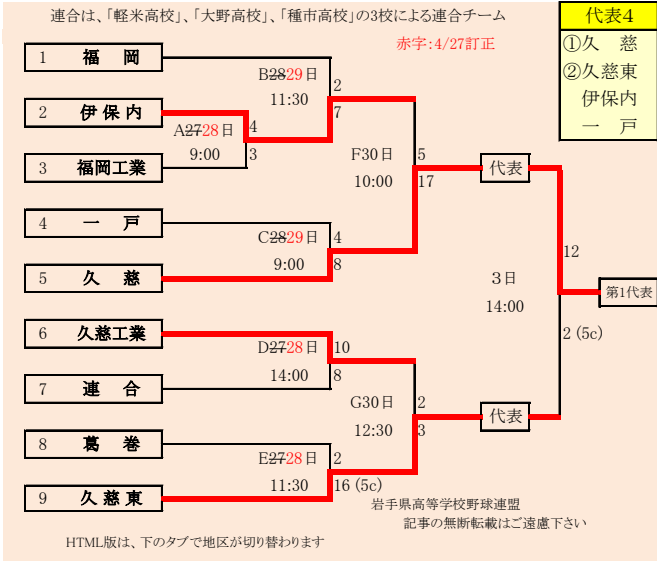 連合は、「軽米高校」、「大野高校」、「種市高校」の3校による連合チーム
赤字：4/27訂正
代表4
①久　慈
②久慈東
伊保内
一　戸
1 福　岡
B2829日
11:30
2
7
2 伊保内
A2728日
9:00
4
3
3 福岡工業
F30日
10:00
5
17
代表
4 一　戸
C2829日
9:00
4
8
5 久　慈
12
3日
14:00
第1代表
2 (5c)
6 久慈工業
D2728日
14:00
10
8
7 連　合
G30日
12:30
2
3
代表
8 葛　巻
E2728日
11:30
2
16 (5c)
9 久慈東
岩手県高等学校野球連盟
記事の無断転載はご遠慮下さい
HTML版は、下のタブで地区が切り替わります